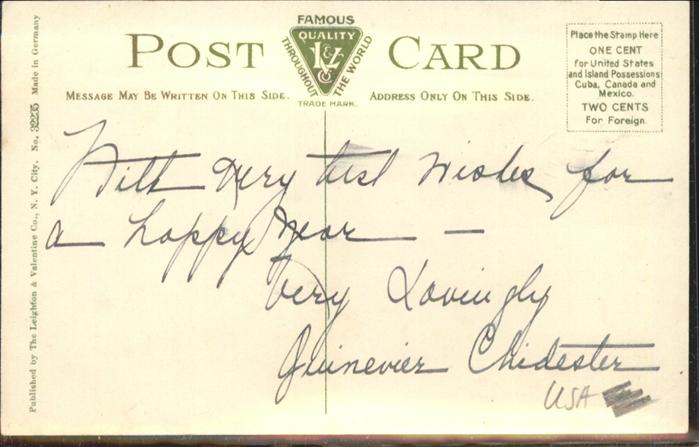 FAMOUS
QUALITY
THROUGHOUT THE WORLD
L&V
Co
TRADE MARK.
POST CARD
MESSAGE MAY BE WRITTEN ON THIS SIDE.
ADDRESS ONLY ON THIS SIDE.
Place the Stamp Here
ONE CENT
for United States
and Island Possessions
Cuba, Canada and
Mexico.
TWO CENTS
For Foreign.
Published by The Leighton & Valentine Co., N. Y. City. No. 32235 Made in Germany
With very best wishes for
a happy year — —
Very Lovingly
Guinevier Chidester
USA